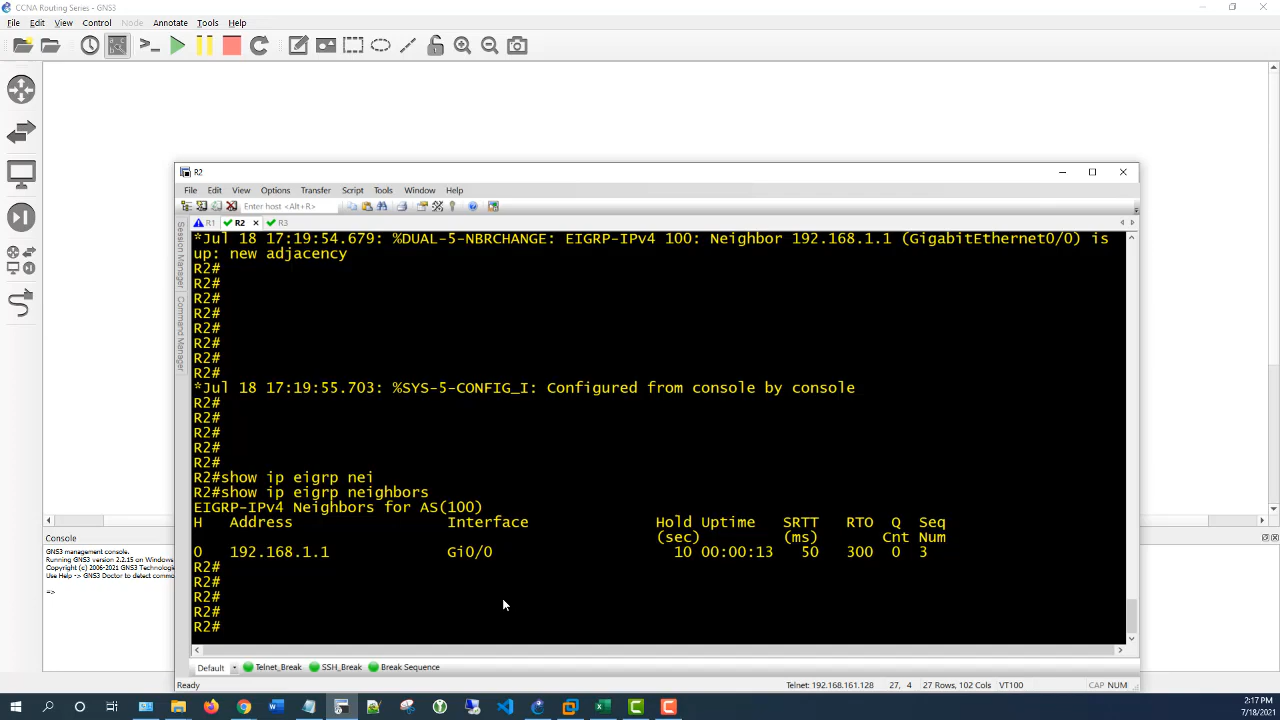 CCNA Routing Series - GNS3
File Edit View Control Node Annotate Tools Help
R2
File Edit View Options Transfer Script Tools Window Help
Enter host <Alt+R>
R1 R2 × R3
Session Manager
Command Manager
*Jul 18 17:19:54.679: %DUAL-5-NBRCHANGE: EIGRP-IPv4 100: Neighbor 192.168.1.1 (GigabitEthernet0/0) is
up: new adjacency
R2#
R2#
R2#
R2#
R2#
R2#
R2#
R2#
*Jul 18 17:19:55.703: %SYS-5-CONFIG_I: Configured from console by console
R2#
R2#
R2#
R2#
R2#
R2#show ip eigrp nei
R2#show ip eigrp neighbors
EIGRP-IPv4 Neighbors for AS(100)
H Address Interface Hold Uptime SRTT RTO Q Seq
(sec) (ms) Cnt Num
0 192.168.1.1 Gi0/0 10 00:00:13 50 300 0 3
R2#
R2#
R2#
R2#
R2#
Default Telnet_Break SSH_Break Break Sequence
Ready Telnet: 192.168.161.128 27, 4 27 Rows, 102 Cols VT100 CAP NUM
Console
GNS3 management console.
Running GNS3 version 2.2.15 on Windows
Copyright (c) 2006-2021 GNS3 Technolog
Use Help -> GNS3 Doctor to detect commo
=>
2:17 PM
7/18/2021